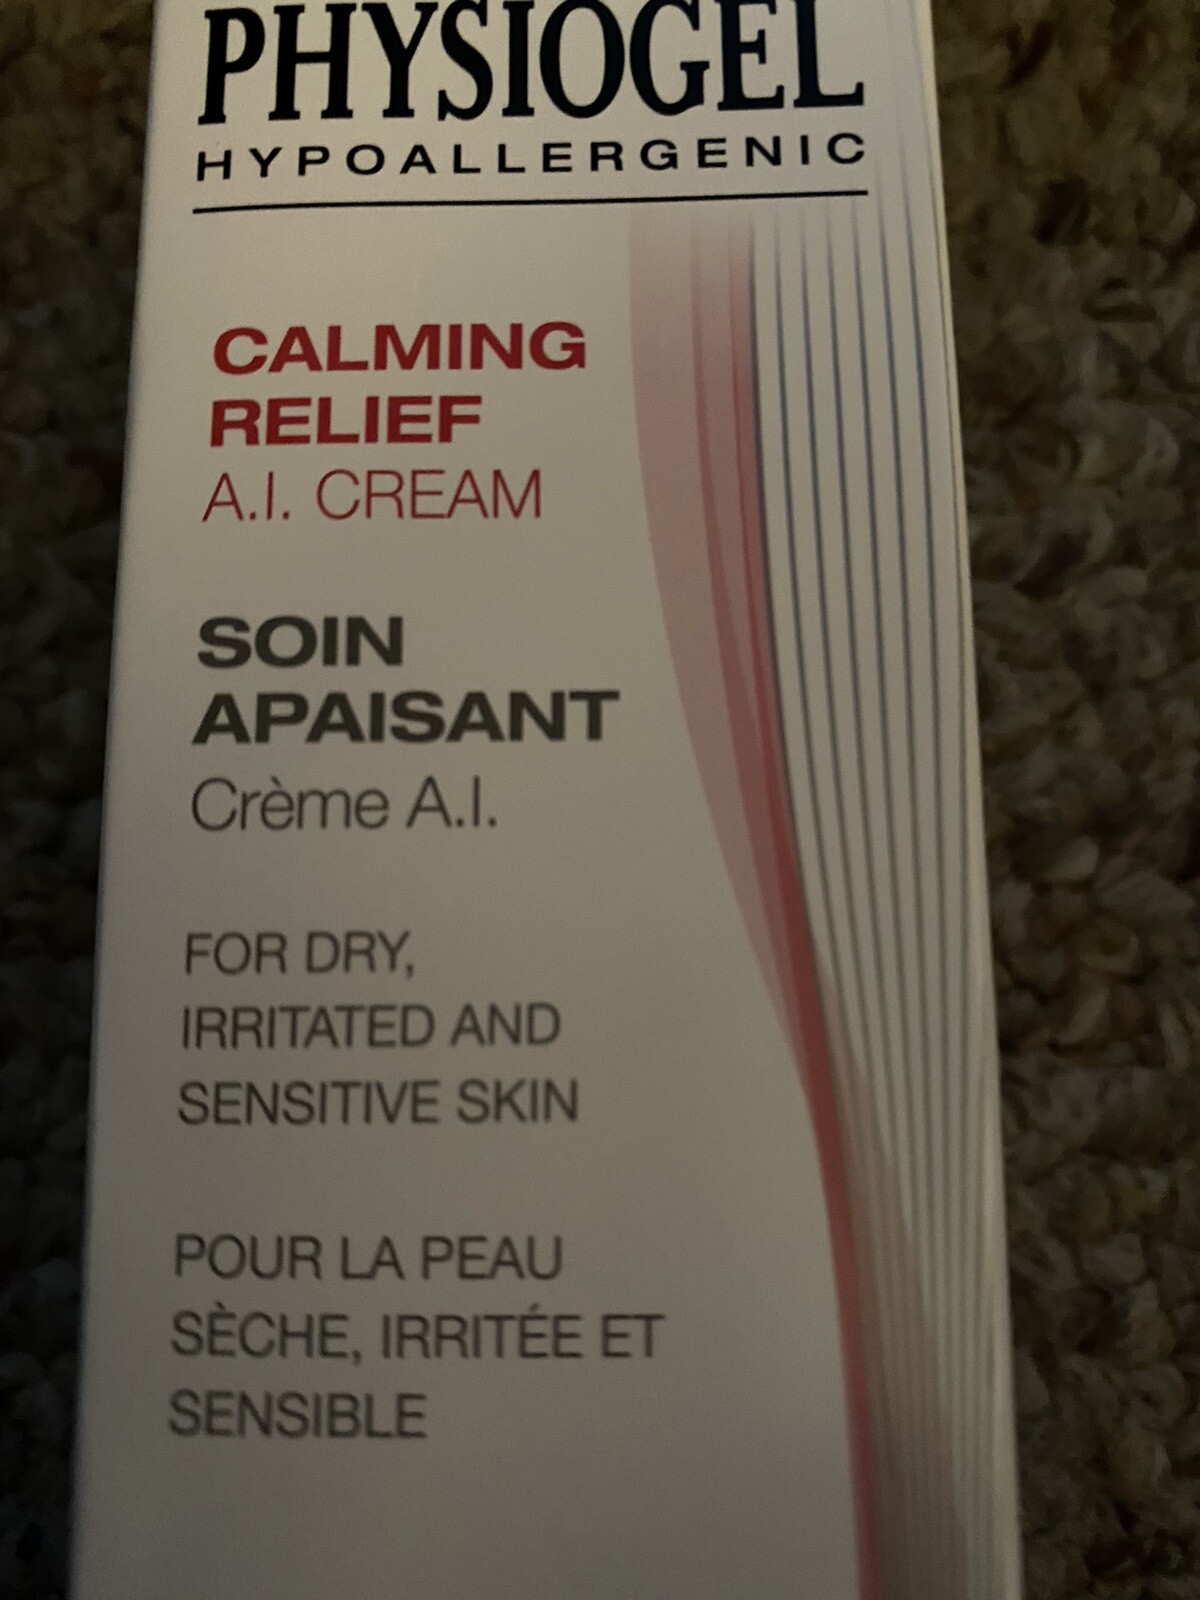 PHYSIOGEL
HYPOALLERGENIC
CALMING
RELIEF
A.I. CREAM
SOIN
APAISANT
Crème A.I.
FOR DRY,
IRRITATED AND
SENSITIVE SKIN
POUR LA PEAU
SÈCHE, IRRITÉE ET
SENSIBLE